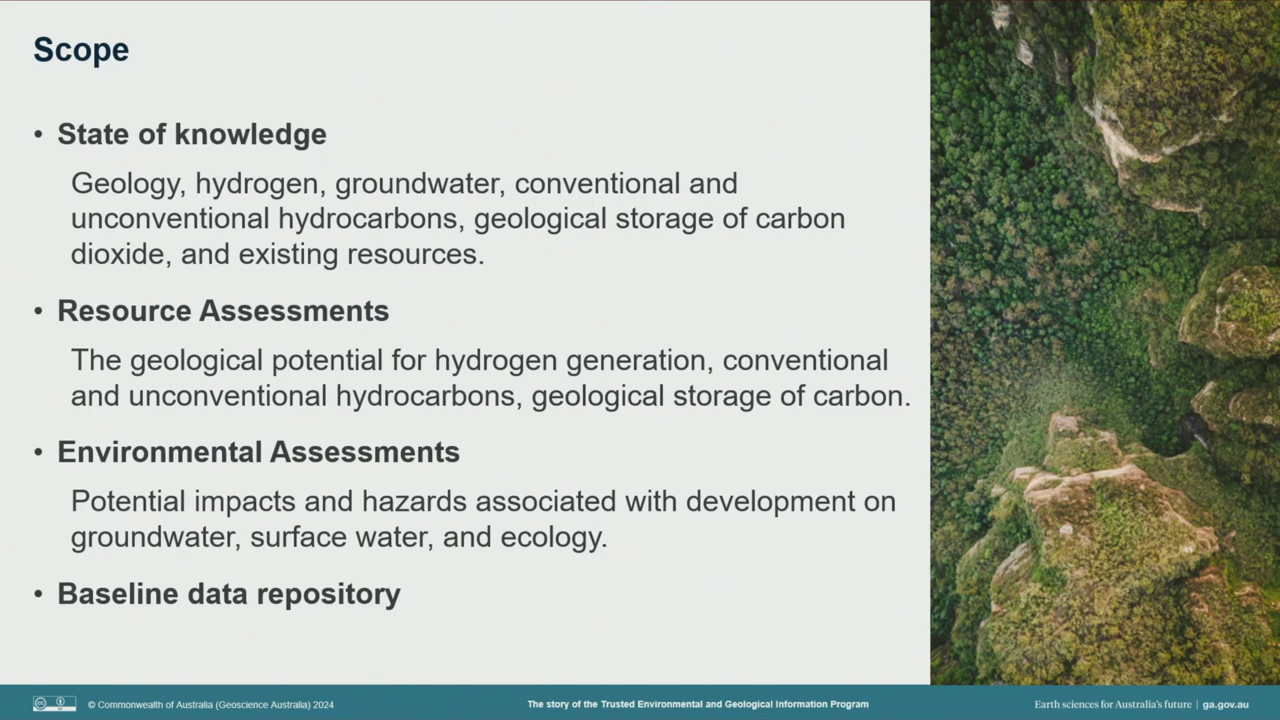 Scope
• State of knowledge
Geology, hydrogen, groundwater, conventional and
unconventional hydrocarbons, geological storage of carbon
dioxide, and existing resources.
• Resource Assessments
The geological potential for hydrogen generation, conventional
and unconventional hydrocarbons, geological storage of carbon.
• Environmental Assessments
Potential impacts and hazards associated with development on
groundwater, surface water, and ecology.
• Baseline data repository
© Commonwealth of Australia (Geoscience Australia) 2024
The story of the Trusted Environmental and Geological Information Program
Earth sciences for Australia's future | ga.gov.au